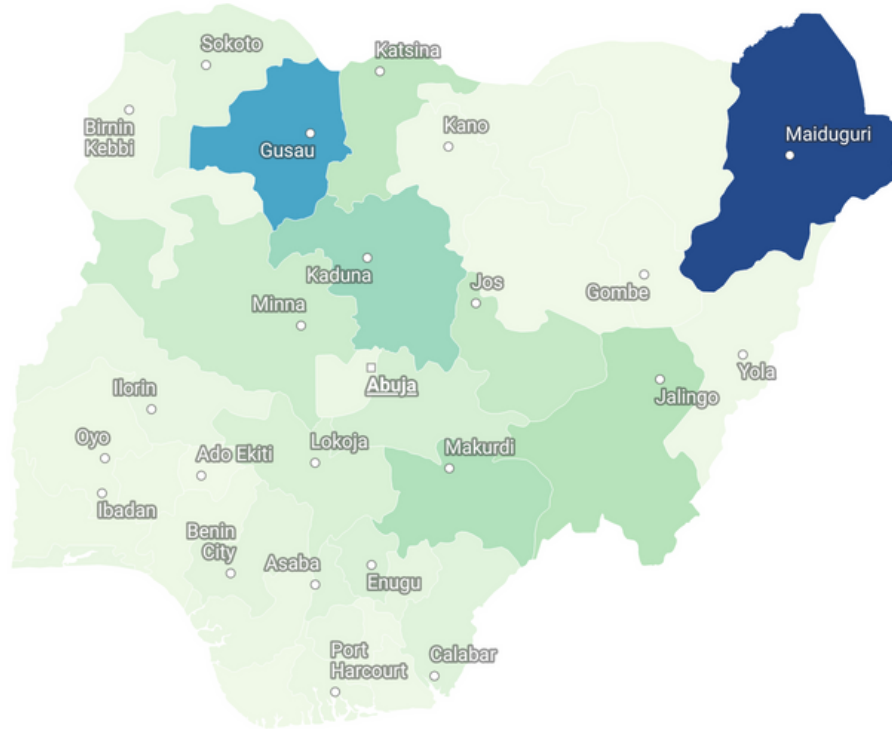 Sokoto
Katsina
Birnin
Kebbi
Gusau
Kano
Maiduguri
Kaduna
Jos
Gombe
Minna
Abuja
Yola
Jalingo
Ilorin
Oyo
Ado Ekiti
Lokoja
Makurdi
Ibadan
Benin
City
Asaba
Enugu
Port
Harcourt
Calabar